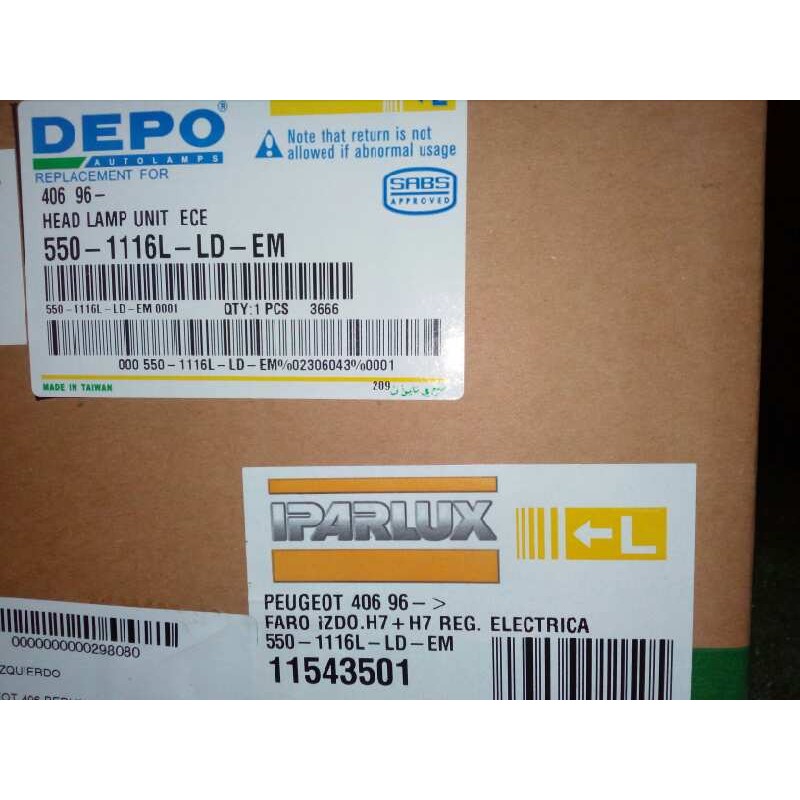 DEPO®
AUTOLAMPS
REPLACEMENT FOR
406 96-
HEAD LAMP UNIT ECE
550-1116L-LD-EM
550-1116L-LD-EM 0001 QTY:1 PCS 3666
000 550-1116L-LD-EM%02306043%0001
MADE IN TAIWAN
209
←L
Note that return is not
allowed if abnormal usage
SABS
APPROVED
IPARLUX
←L
PEUGEOT 406 96->
FARO IZDO.H7+H7 REG. ELECTRICA
550-1116L-LD-EM
11543501
0000000000298080
ZQUIERDO